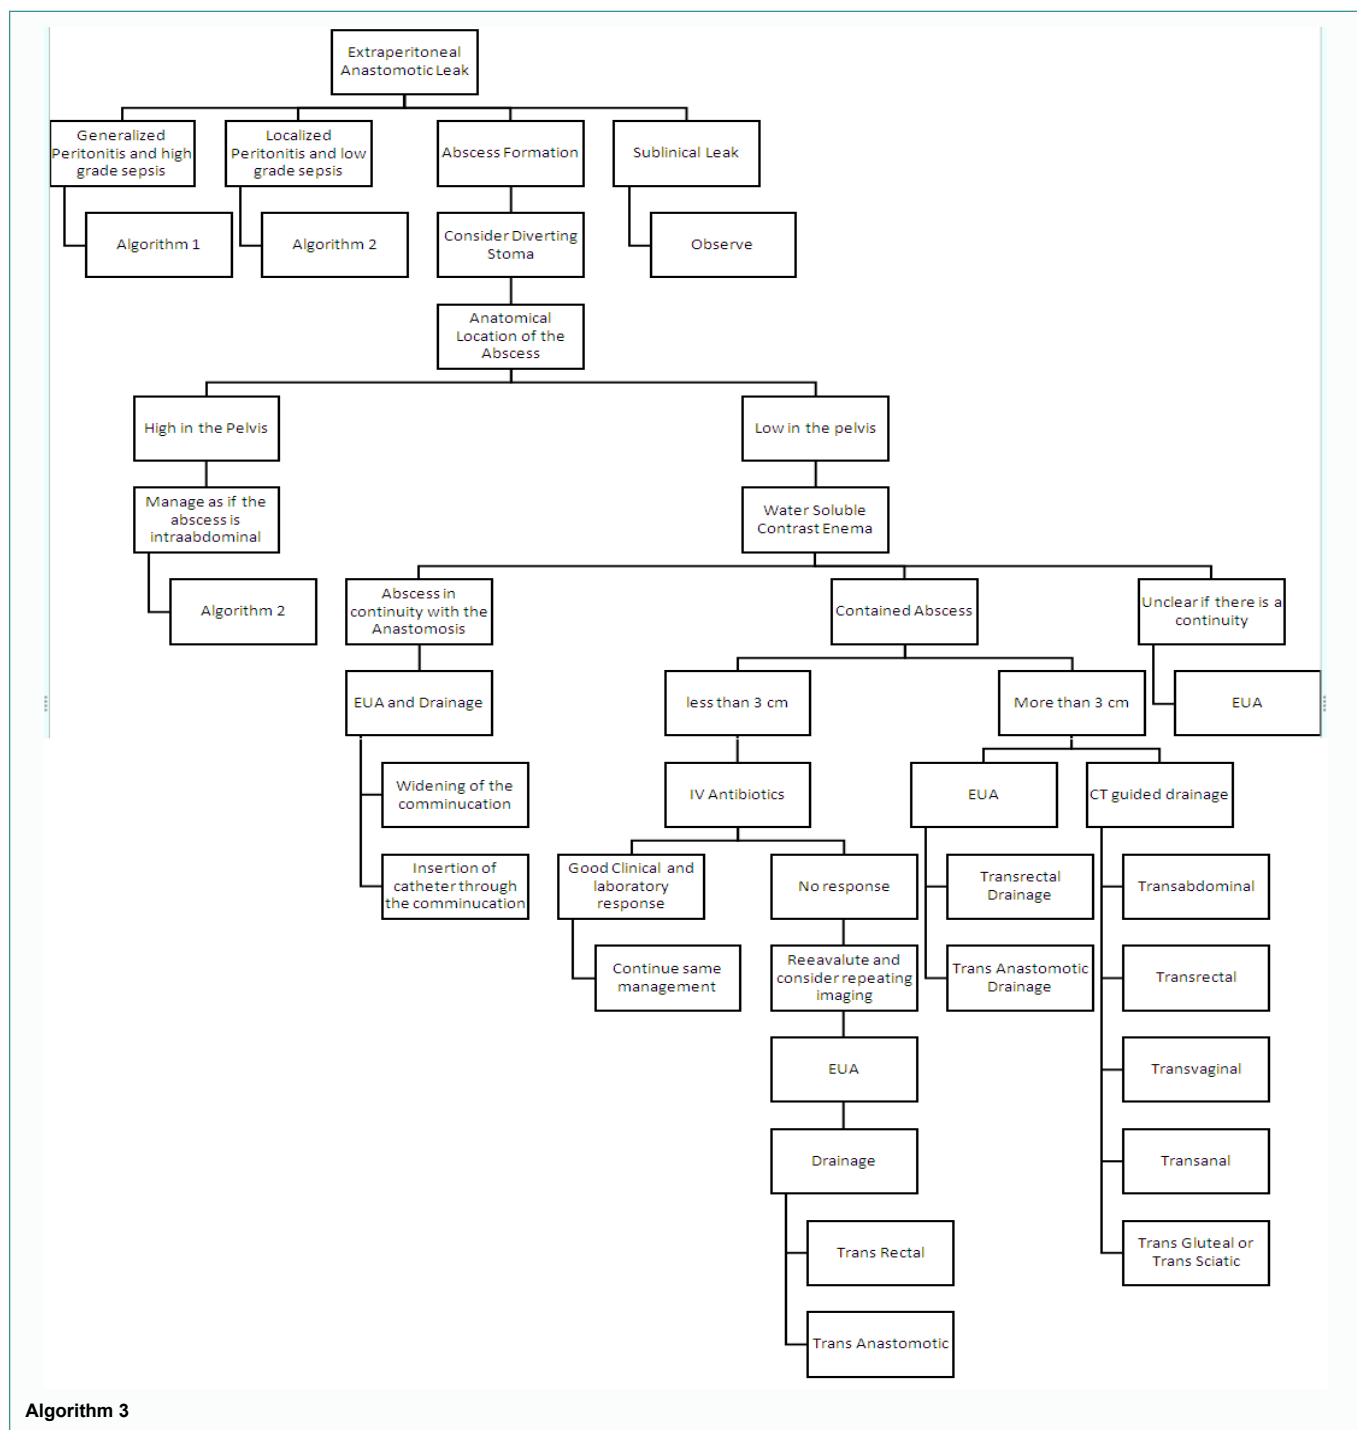 Extraperitoneal
Anastomotic Leak
Generalized
Peritonitis and high
grade sepsis
Localized
Peritonitis and low
grade sepsis
Abscess Formation
Sublinical Leak
Algorithm 1
Algorithm 2
Consider Diverting
Stoma
Observe
Anatomical
Location of the
Abscess
High in the Pelvis
Low in the pelvis
Manage as if the
abscess is
intraabdominal
Water Soluble
Contrast Enema
Algorithm 2
Abscess in
continuity with the
Anastomosis
Contained Abscess
Unclear if there is a
continuity
EUA and Drainage
less than 3 cm
More than 3 cm
EUA
Widening of the
comminucation
IV Antibiotics
EUA
CT guided drainage
Insertion of
catheter through
the comminucation
Good Clinical and
laboratory
response
No response
Transrectal
Drainage
Transabdominal
Continue same
management
Reeavalute and
consider repeating
imaging
Trans Anastomotic
Drainage
Transrectal
EUA
Transvaginal
Drainage
Transanal
Trans Rectal
Trans Gluteal or
Trans Sciatic
Trans Anastomotic
Algorithm 3